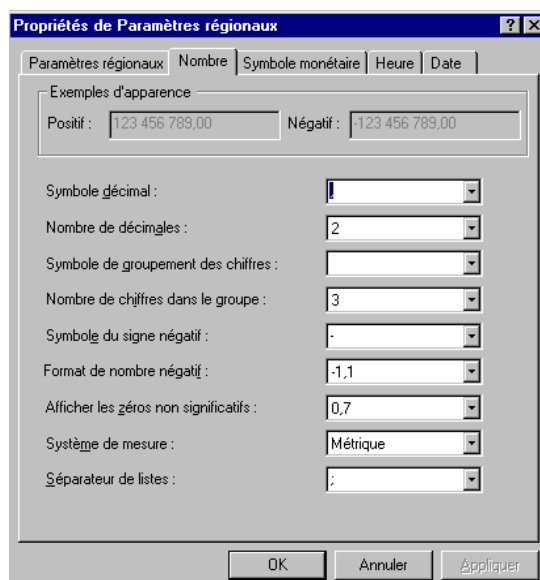 Propriétés de Paramètres régionaux
Paramètres régionaux Nombre Symbole monétaire Heure Date
Exemples d'apparence
Positif : 123 456 789,00 Négatif : -123 456 789,00
Symbole décimal : ,
Nombre de décimales : 2
Symbole de groupement des chiffres :
Nombre de chiffres dans le groupe : 3
Symbole du signe négatif : -
Format de nombre négatif : -1,1
Afficher les zéros non significatifs : 0,7
Système de mesure : Métrique
Séparateur de listes : ;
OK Annuler Appliquer